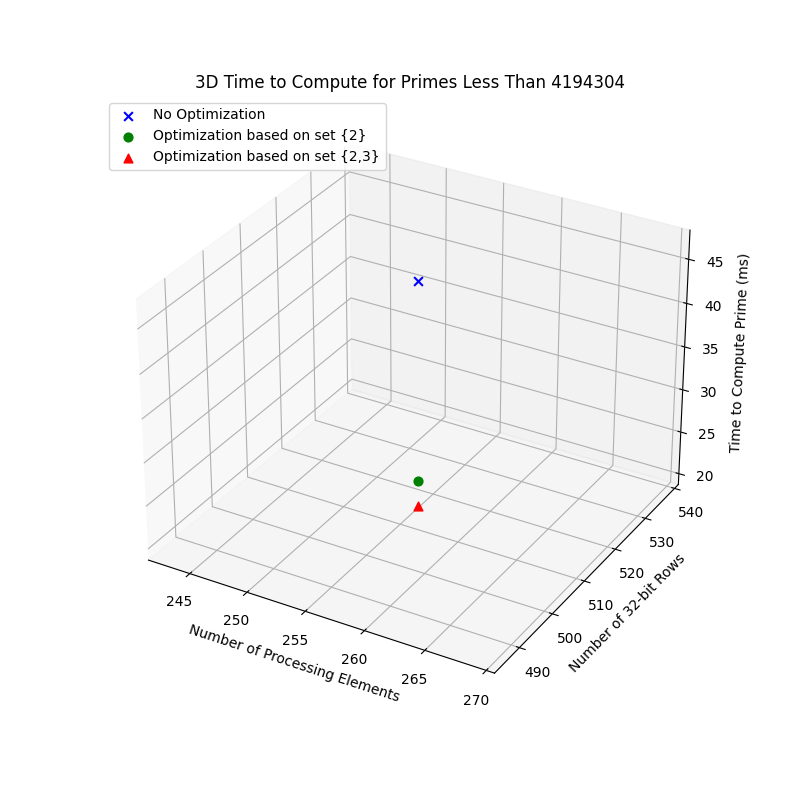 3D Time to Compute for Primes Less Than 4194304
No Optimization
Optimization based on set {2}
Optimization based on set {2,3}
45
40
35
30
25
20
Time to Compute Prime (ms)
540
530
520
510
500
490
Number of 32-bit Rows
245
250
255
260
265
270
Number of Processing Elements